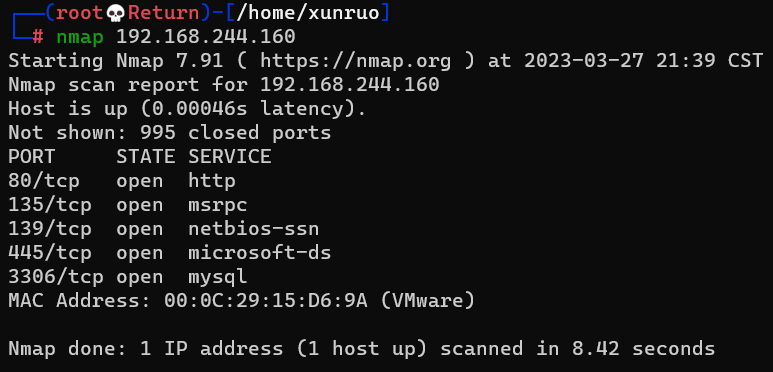 ┌──(root💀Return)-[/home/xunruo]
└─# nmap 192.168.244.160
Starting Nmap 7.91 ( https://nmap.org ) at 2023-03-27 21:39 CST
Nmap scan report for 192.168.244.160
Host is up (0.00046s latency).
Not shown: 995 closed ports
PORT     STATE SERVICE
80/tcp   open  http
135/tcp  open  msrpc
139/tcp  open  netbios-ssn
445/tcp  open  microsoft-ds
3306/tcp open  mysql
MAC Address: 00:0C:29:15:D6:9A (VMware)
Nmap done: 1 IP address (1 host up) scanned in 8.42 seconds